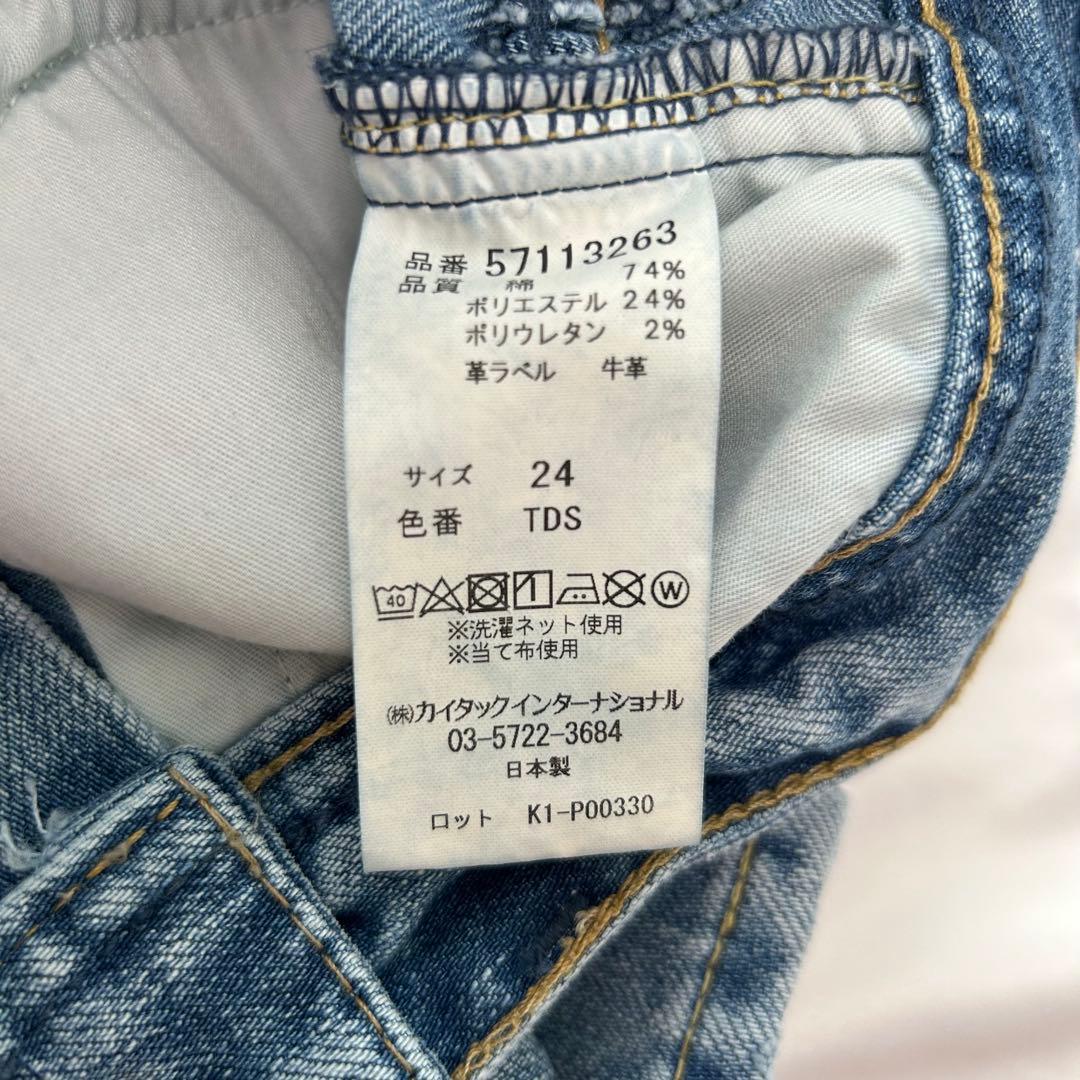 品番 57113263
品質 綿 74%
ポリエステル 24%
ポリウレタン 2%
革ラベル 牛革
サイズ 24
色番 TDS
40 W
※洗濯ネット使用
※当て布使用
㈱カイタックインターナショナル
03-5722-3684
日本製
ロット K1-P00330